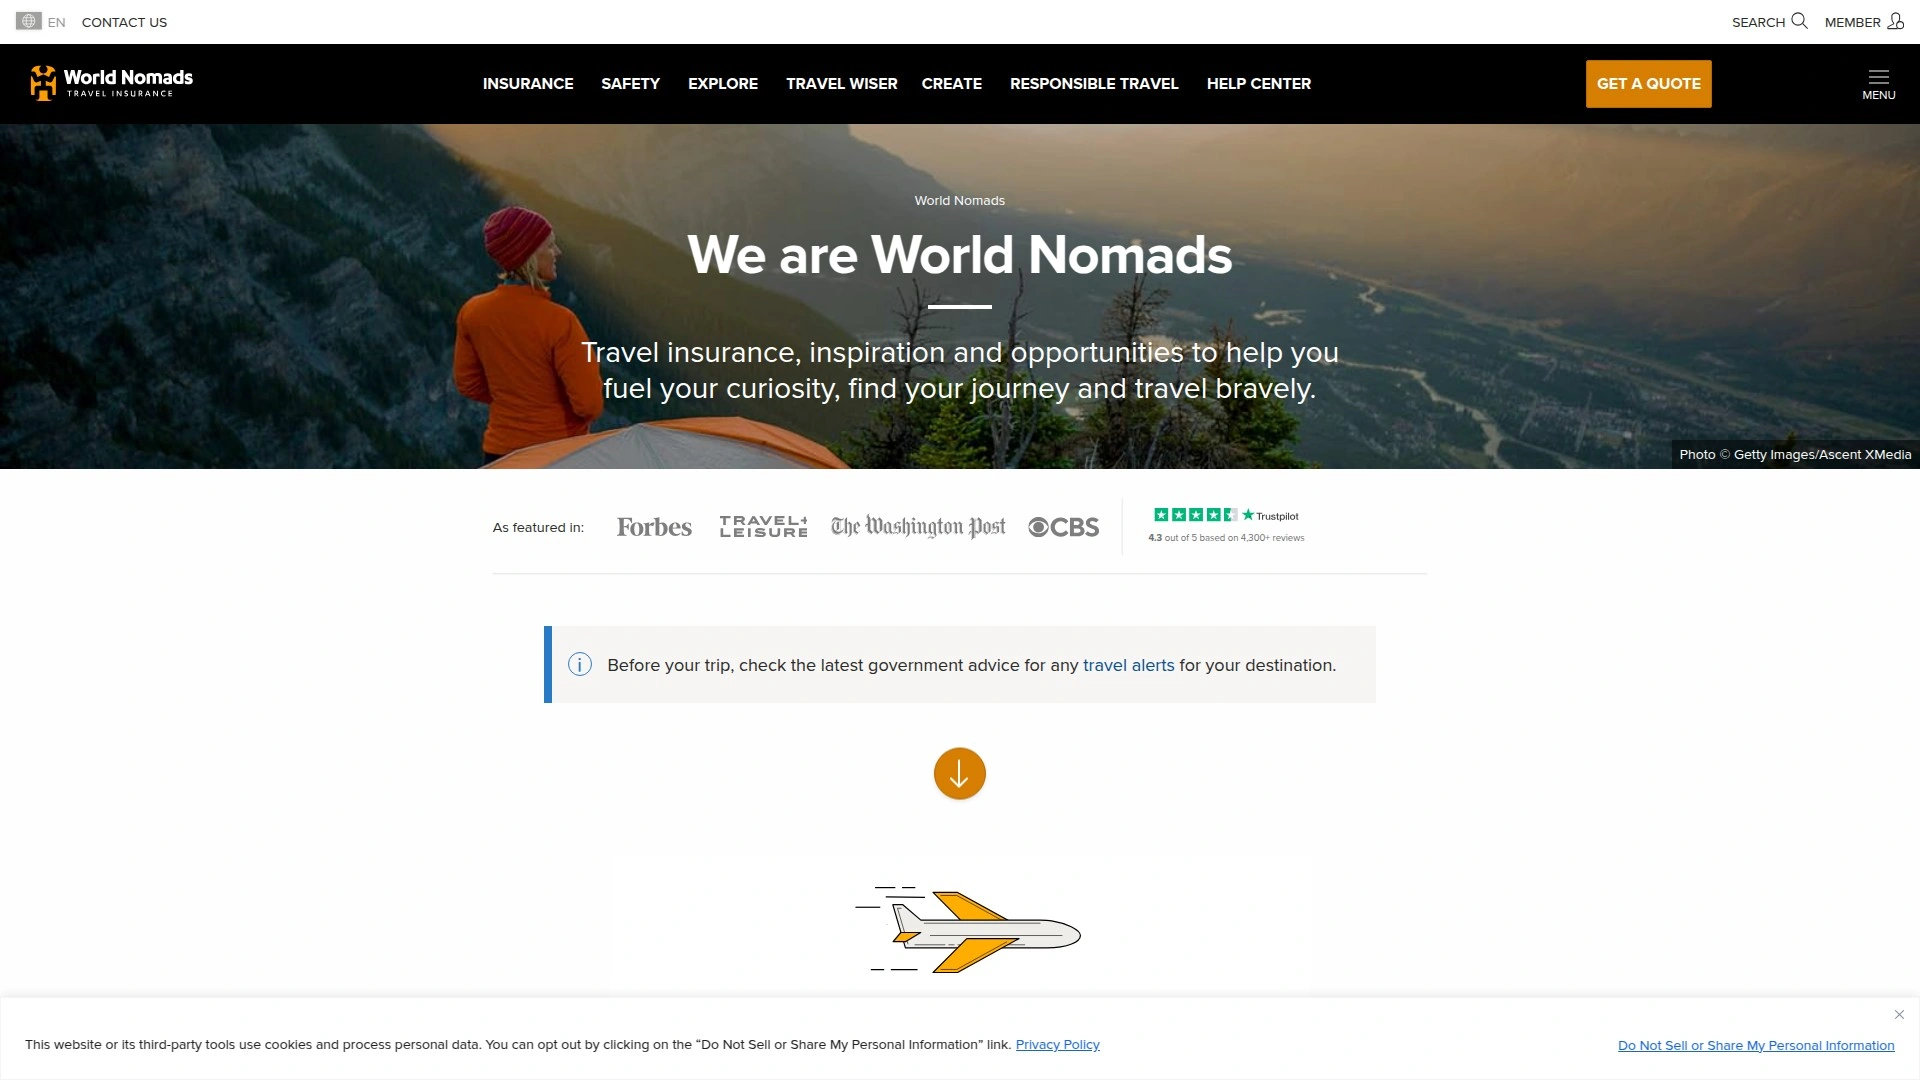 EN CONTACT US
SEARCH MEMBER
World Nomads
TRAVEL INSURANCE
INSURANCE SAFETY EXPLORE TRAVEL WISER CREATE RESPONSIBLE TRAVEL HELP CENTER
GET A QUOTE
MENU
World Nomads
We are World Nomads
Travel insurance, inspiration and opportunities to help you
fuel your curiosity, find your journey and travel bravely.
Photo © Getty Images/Ascent XMedia
As featured in:
Forbes
TRAVEL+
LEISURE
The Washington Post
CBS
Trustpilot
4.3 out of 5 based on 4,300+ reviews
Before your trip, check the latest government advice for any travel alerts for your destination.
This website or its third-party tools use cookies and process personal data. You can opt out by clicking on the “Do Not Sell or Share My Personal Information” link. Privacy Policy
Do Not Sell or Share My Personal Information